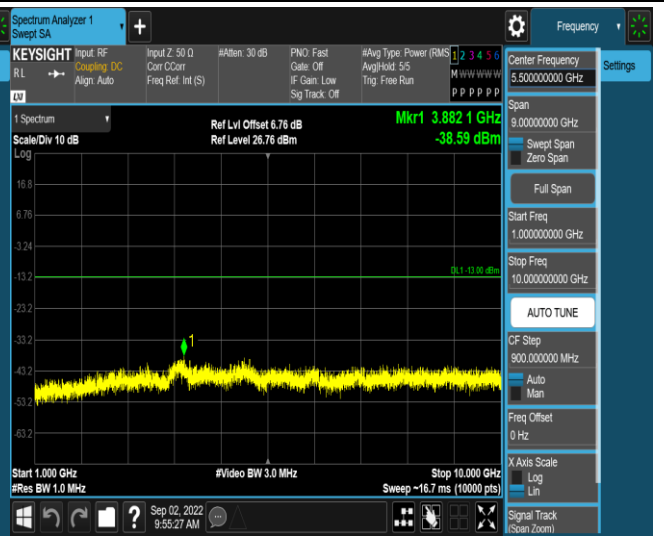 Spectrum Analyzer 1
Swept SA
Frequency
KEYSIGHT
RL
LXI
Input: RF
Coupling: DC
Align: Auto
Input Z: 50 Ω
Corr CCorr
Freq Ref: Int (S)
#Atten: 30 dB
PNO: Fast
Gate: Off
IF Gain: Low
Sig Track: Off
#Avg Type: Power (RMS
Avg|Hold: 5/5
Trig: Free Run
1 2 3 4 5 6
M W W W W W
P P P P P P
1 Spectrum
Scale/Div 10 dB
Log
Ref Lvl Offset 6.76 dB
Ref Level 26.76 dBm
Mkr1 3.882 1 GHz
-38.59 dBm
16.8
6.76
-3.24
-13.2
-23.2
-33.2
-43.2
-53.2
-63.2
DL1 -13.00 dBm
1
Start 1.000 GHz
#Res BW 1.0 MHz
#Video BW 3.0 MHz
Stop 10.000 GHz
Sweep ~16.7 ms (10000 pts)
Sep 02, 2022
9:55:27 AM
Center Frequency
5.500000000 GHz
Settings
Span
9.00000000 GHz
Swept Span
Zero Span
Full Span
Start Freq
1.000000000 GHz
Stop Freq
10.000000000 GHz
AUTO TUNE
CF Step
900.000000 MHz
Auto
Man
Freq Offset
0 Hz
X Axis Scale
Log
Lin
Signal Track
(Span Zoom)